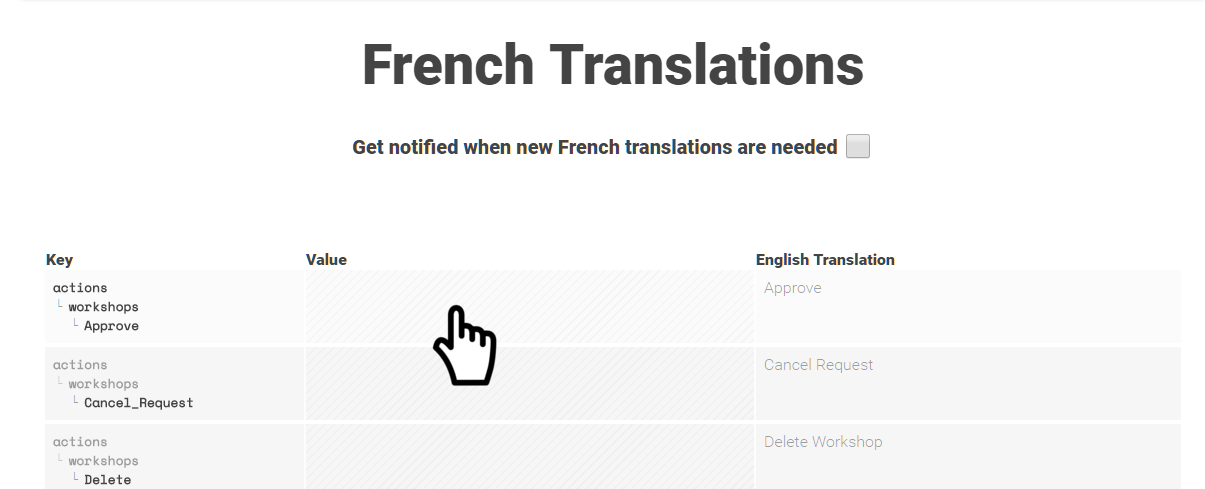 French Translations
Get notified when new French translations are needed
Key Value English Translation
actions Approve
└ workshops
└ Approve
actions Cancel Request
└ workshops
└ Cancel_Request
actions Delete Workshop
└ workshops
└ Delete